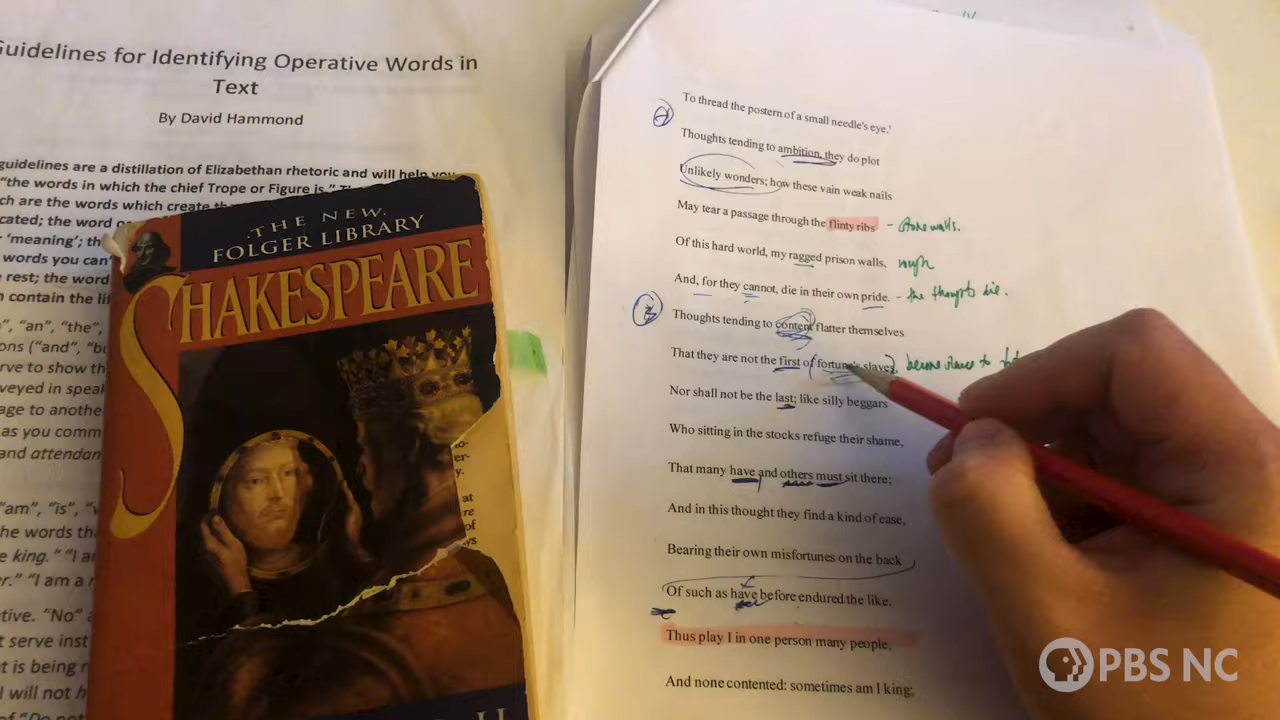 Guidelines for Identifying Operative Words in
Text
By David Hammond
guidelines are a distillation of Elizabethan rhetoric and will help you
"the words in which the chief Trope or Figure is."
ch are the words which create
cated; the word
'meaning'; th
words you can'
rest; the word
contain the li
", "an", "the",
ons ("and", "b
rve to show th
veyed in speak
age to anothe
as you comm
and attendan
"am", "is",
he words th
e king." "I a
r." "I am a
tive. "No"
t serve inst
t is being
I will not h
THE NEW
FOLGER LIBRARY
SHAKESPEARE
at
of
To thread the postern of a small needle's eye.'
Thoughts tending to ambition, they do plot
Unlikely wonders; how these vain weak nails
May tear a passage through the flinty ribs - Stone walls.
Of this hard world, my ragged prison walls, rough
And, for they cannot, die in their own pride. - the thoughts die.
Thoughts tending to content flatter themselves
That they are not the first of fortune's slaves, become slaves to
Nor shall not be the last; like silly beggars
Who sitting in the stocks refuge their shame,
That many have and others must sit there;
And in this thought they find a kind of ease,
Bearing their own misfortunes on the back
Of such as have before endured the like.
Thus play I in one person many people,
And none contented: sometimes am I king;
PBS NC